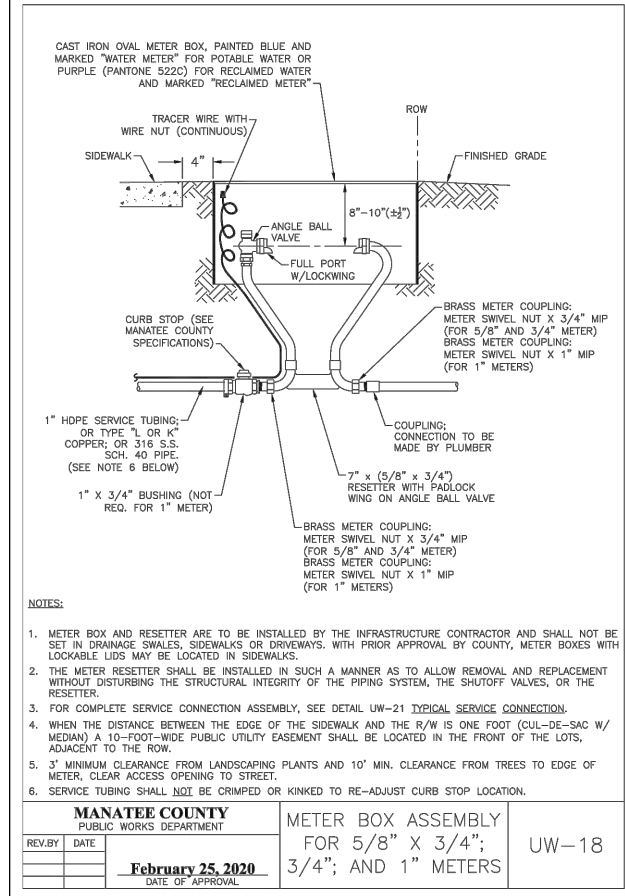 CAST IRON OVAL METER BOX, PAINTED BLUE AND
MARKED "WATER METER" FOR POTABLE WATER OR
PURPLE (PANTONE 522C) FOR RECLAIMED WATER
AND MARKED "RECLAIMED METER"
ROW
TRACER WIRE WITH
WIRE NUT (CONTINUOUS)
SIDEWALK
4"
FINISHED GRADE
8"-10"(±½")
ANGLE BALL
VALVE
FULL PORT
W/LOCKWING
CURB STOP (SEE
MANATEE COUNTY
SPECIFICATIONS)
BRASS METER COUPLING:
METER SWIVEL NUT X 3/4" MIP
(FOR 5/8" AND 3/4" METER)
BRASS METER COUPLING:
METER SWIVEL NUT X 1" MIP
(FOR 1" METERS)
1" HDPE SERVICE TUBING;
OR TYPE "L OR K"
COPPER; OR 316 S.S.
SCH. 40 PIPE.
(SEE NOTE 6 BELOW)
COUPLING;
CONNECTION TO BE
MADE BY PLUMBER
7" x (5/8" x 3/4")
RESETTER WITH PADLOCK
WING ON ANGLE BALL VALVE
1" X 3/4" BUSHING (NOT
REQ. FOR 1" METER)
BRASS METER COUPLING:
METER SWIVEL NUT X 3/4" MIP
(FOR 5/8" AND 3/4" METER)
BRASS METER COUPLING:
METER SWIVEL NUT X 1" MIP
(FOR 1" METERS)
NOTES:
1. METER BOX AND RESETTER ARE TO BE INSTALLED BY THE INFRASTRUCTURE CONTRACTOR AND SHALL NOT BE
SET IN DRAINAGE SWALES, SIDEWALKS OR DRIVEWAYS. WITH PRIOR APPROVAL BY COUNTY, METER BOXES WITH
LOCKABLE LIDS MAY BE LOCATED IN SIDEWALKS.
2. THE METER RESETTER SHALL BE INSTALLED IN SUCH A MANNER AS TO ALLOW REMOVAL AND REPLACEMENT
WITHOUT DISTURBING THE STRUCTURAL INTEGRITY OF THE PIPING SYSTEM, THE SHUTOFF VALVES, OR THE
RESETTER.
3. FOR COMPLETE SERVICE CONNECTION ASSEMBLY, SEE DETAIL UW-21 TYPICAL SERVICE CONNECTION.
4. WHEN THE DISTANCE BETWEEN THE EDGE OF THE SIDEWALK AND THE R/W IS ONE FOOT (CUL-DE-SAC W/
MEDIAN) A 10-FOOT-WIDE PUBLIC UTILITY EASEMENT SHALL BE LOCATED IN THE FRONT OF THE LOTS,
ADJACENT TO THE ROW.
5. 3' MINIMUM CLEARANCE FROM LANDSCAPING PLANTS AND 10' MIN. CLEARANCE FROM TREES TO EDGE OF
METER, CLEAR ACCESS OPENING TO STREET.
6. SERVICE TUBING SHALL NOT BE CRIMPED OR KINKED TO RE-ADJUST CURB STOP LOCATION.
MANATEE COUNTY
PUBLIC WORKS DEPARTMENT
REV.BY DATE
February 25, 2020
DATE OF APPROVAL
METER BOX ASSEMBLY
FOR 5/8" X 3/4";
3/4"; AND 1" METERS
UW-18